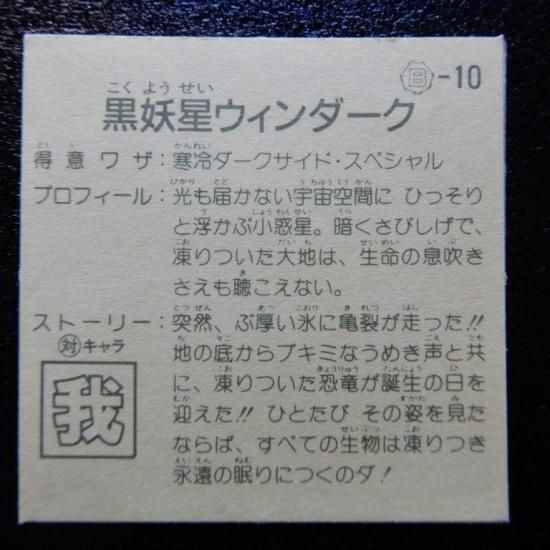 日-10
こくようせい
黒妖星ウィンダーク
とくい かんれい
得意ワザ：寒冷ダークサイド・スペシャル
ひかり とど うちゅうくうかん
プロフィール：光も届かない宇宙空間に ひっそり
う しょうわくせい くら
と浮かぶ小惑星。暗くさびしげで、
こお だいち せいめい いぶ
凍りついた大地は、生命の息吹き
き
さえも聴こえない。
とつぜん あつ こおり きれつ はし
ストーリー：突然、ぶ厚い氷に亀裂が走った!!
対キャラ
ち そこ ごえ とも
地の底からブキミなうめき声と共
こお きょうりゅう たんじょう ひ
に、凍りついた恐竜が誕生の日を
むか すがた み
迎えた!! ひとたび その姿を見た
せいぶつ こお
ならば、すべての生物は凍りつき
えいえん ねむ
永遠の眠りにつくのダ！
我